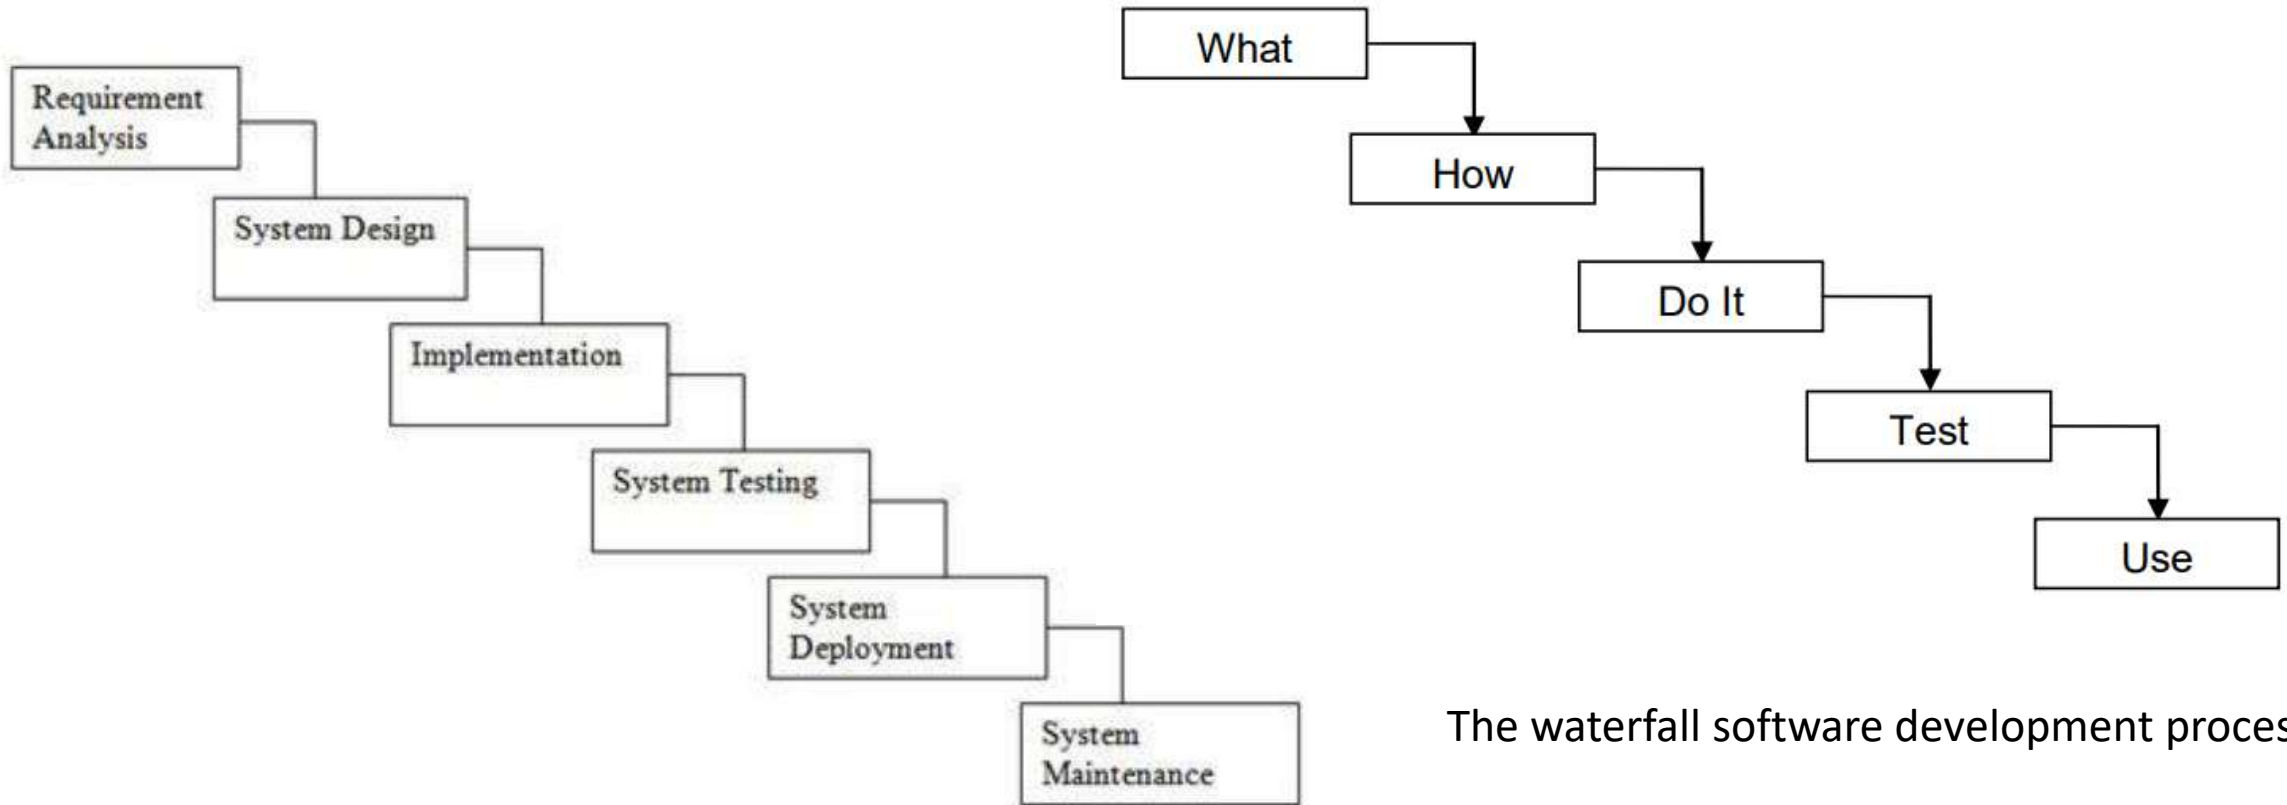 Requirement
Analysis
System Design
Implementation
System Testing
System
Deployment
System
Maintenance
What
How
Do It
Test
Use
The waterfall software development proces